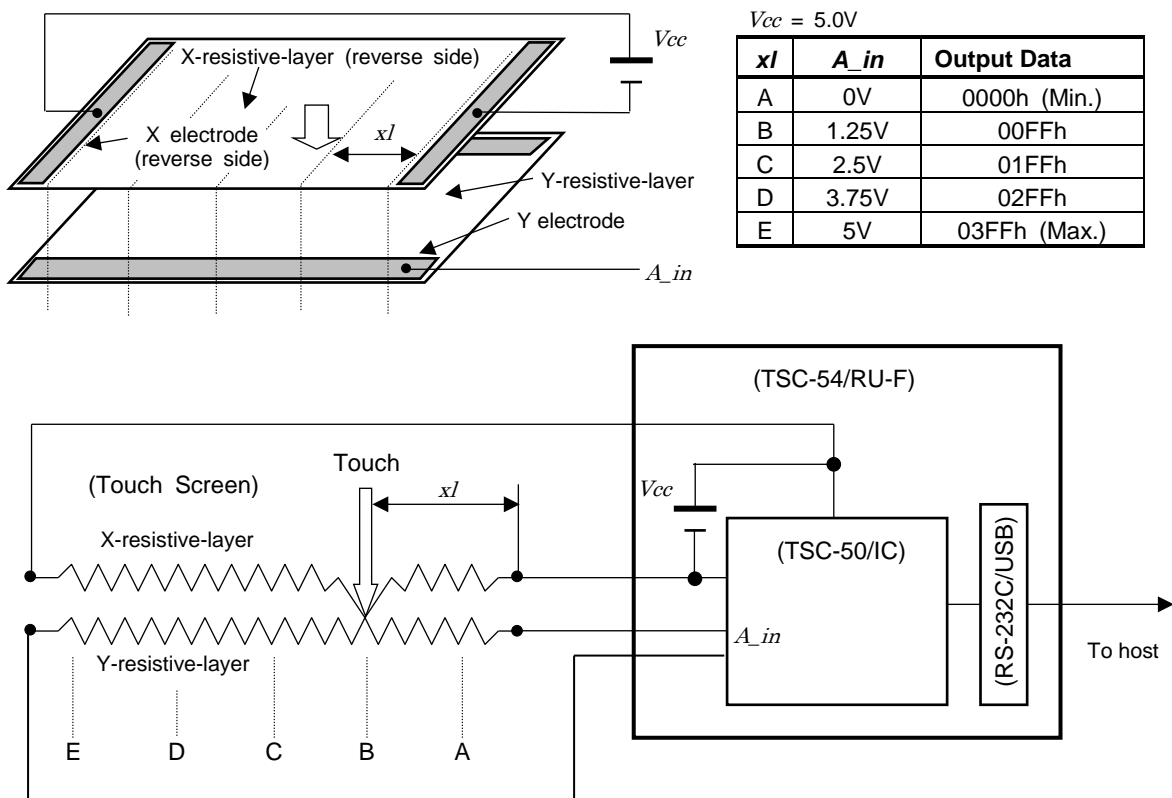 Vcc = 5.0V
xl A_in Output Data
A 0V 0000h (Min.)
B 1.25V 00FFh
C 2.5V 01FFh
D 3.75V 02FFh
E 5V 03FFh (Max.)
X-resistive-layer (reverse side)
Vcc
X electrode
(reverse side)
xl
Y-resistive-layer
Y electrode
A_in
(TSC-54/RU-F)
Touch
(Touch Screen)
xl
Vcc
X-resistive-layer
(TSC-50/IC)
(RS-232C/USB)
A_in
Y-resistive-layer
To host
E D C B A